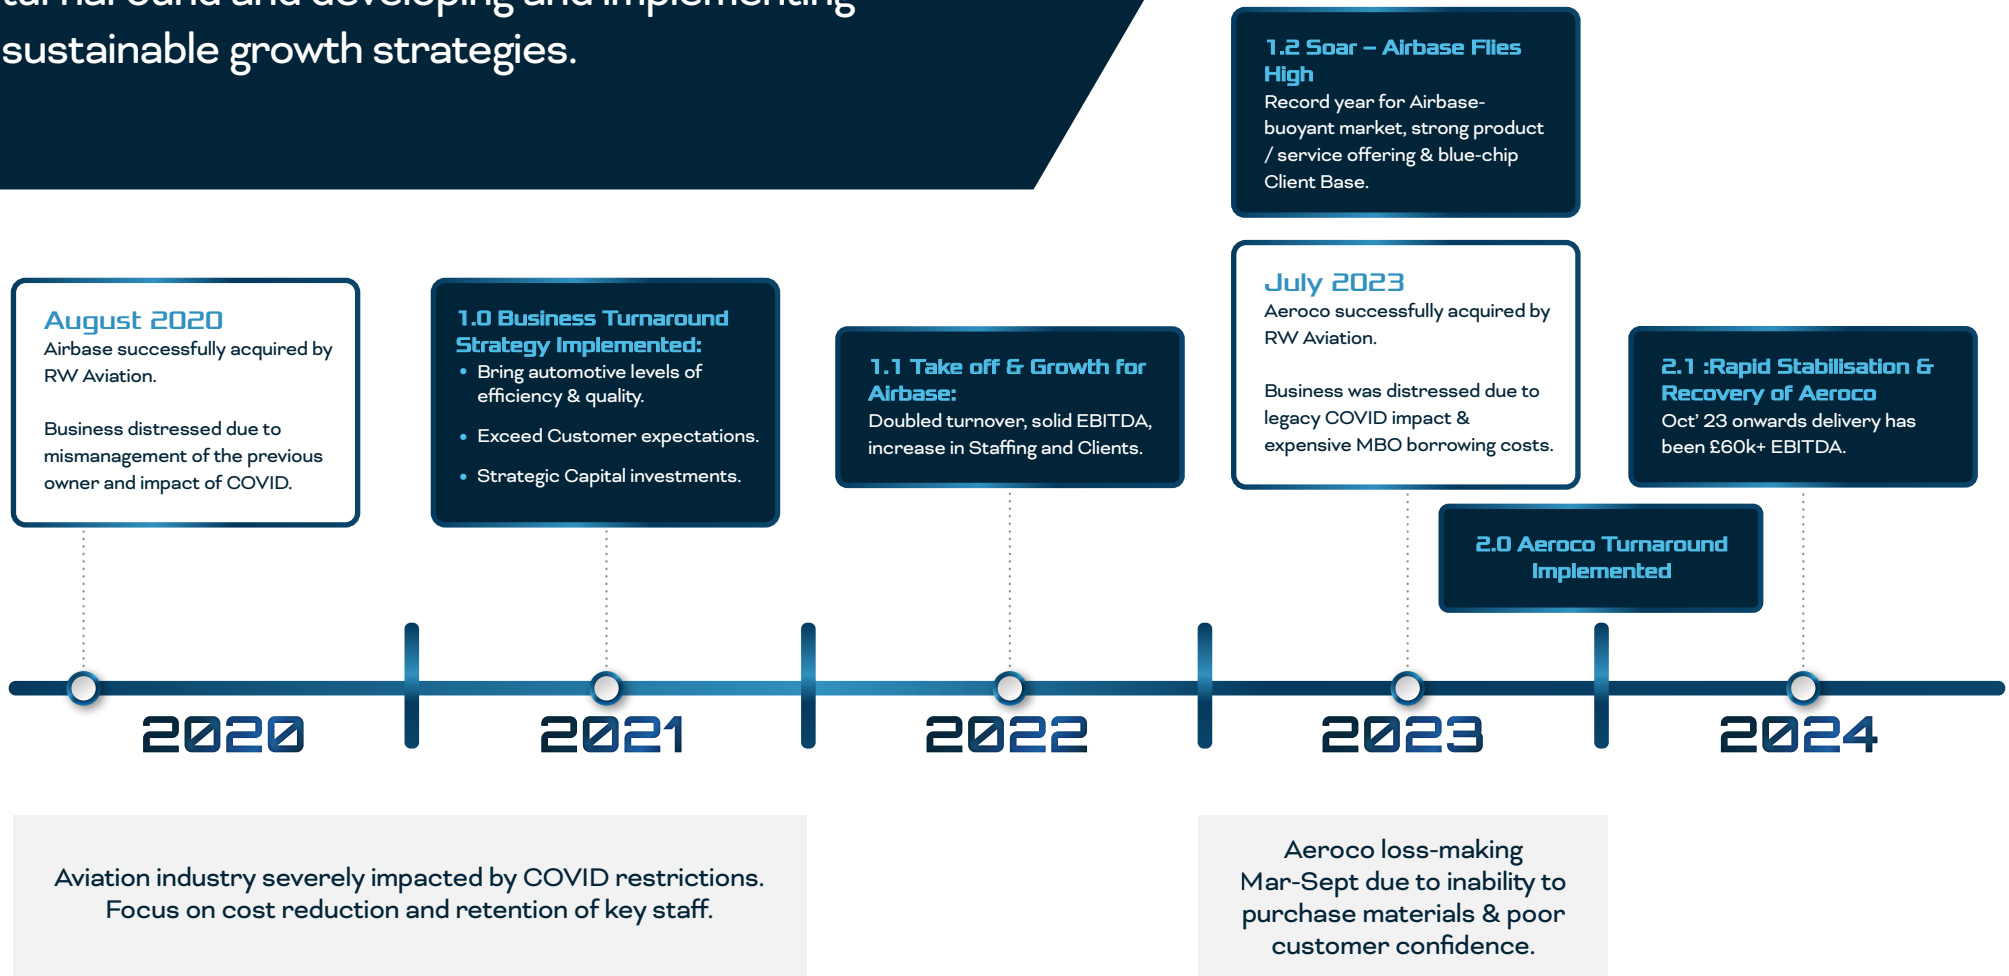 turnaround and developing and implementing
sustainable growth strategies.
1.2 Soar – Airbase Flies
High
Record year for Airbase-
buoyant market, strong product
/ service offering & blue-chip
Client Base.
August 2020
Airbase successfully acquired by
RW Aviation.
Business distressed due to
mismanagement of the previous
owner and impact of COVID.
1.0 Business Turnaround
Strategy Implemented:
• Bring automotive levels of
efficiency & quality.
• Exceed Customer expectations.
• Strategic Capital investments.
1.1 Take off & Growth for
Airbase:
Doubled turnover, solid EBITDA,
increase in Staffing and Clients.
July 2023
Aeroco successfully acquired by
RW Aviation.
Business was distressed due to
legacy COVID impact &
expensive MBO borrowing costs.
2.1 :Rapid Stabilisation &
Recovery of Aeroco
Oct’ 23 onwards delivery has
been £60k+ EBITDA.
2.0 Aeroco Turnaround
Implemented
2020
2021
2022
2023
2024
Aviation industry severely impacted by COVID restrictions.
Focus on cost reduction and retention of key staff.
Aeroco loss-making
Mar-Sept due to inability to
purchase materials & poor
customer confidence.